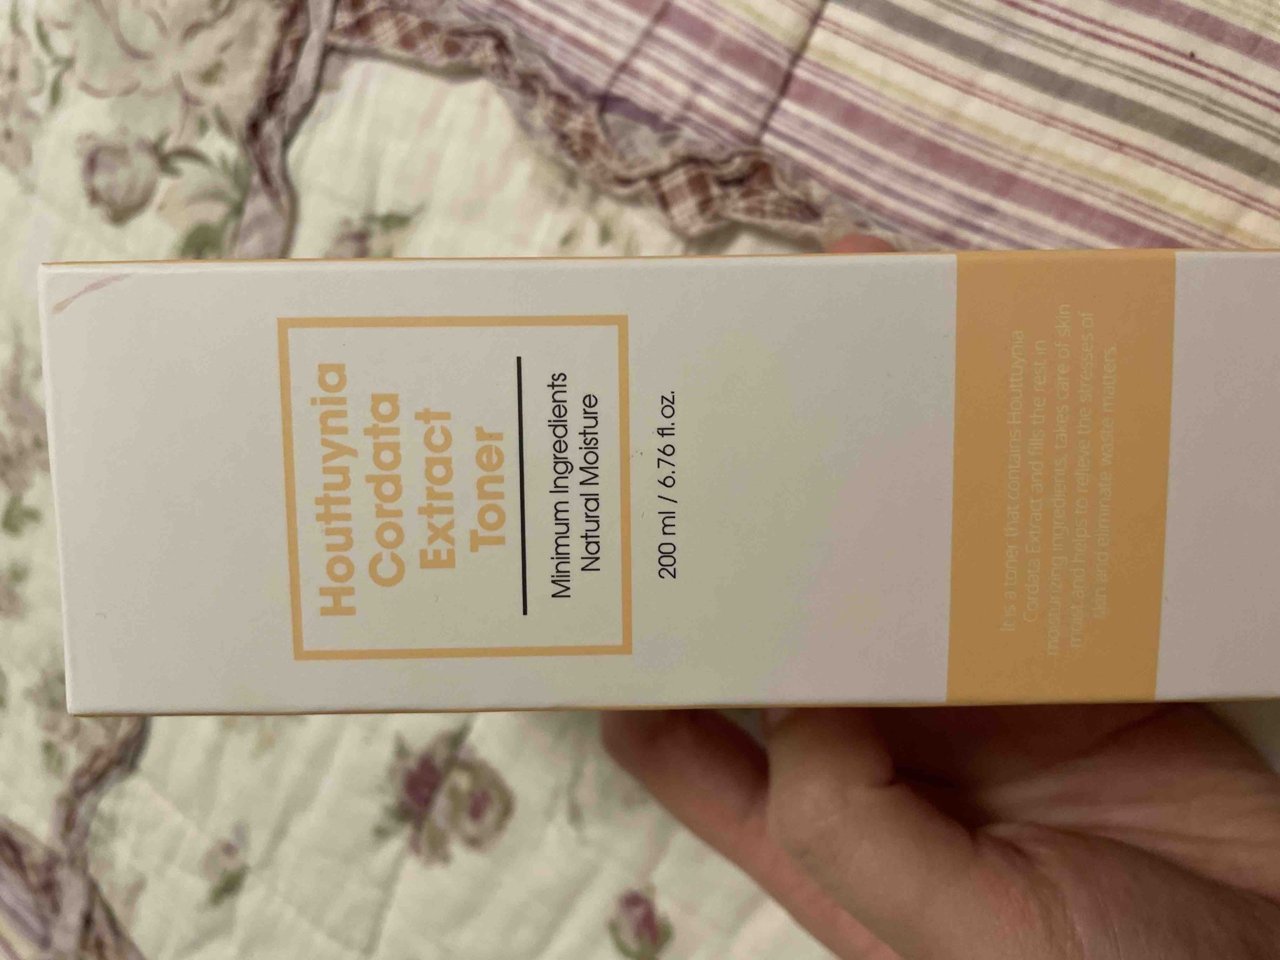 Houttuynia
Cordata
Extract
Toner
Minimum Ingredients
Natural Moisture
200 ml / 6.76 fl.oz.
It is a toner that contains Houttuynia
Cordata Extract and fills the rest in
moisturizing ingredients, takes care of skin
moist and helps to relieve the stresses of
skin and eliminate waste matters.